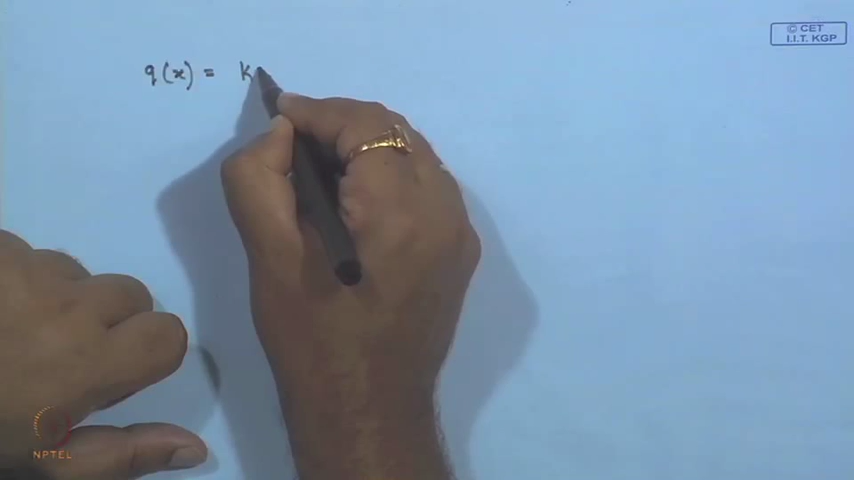 q(x) = k
© CET
I.I.T. KGP
NPTEL